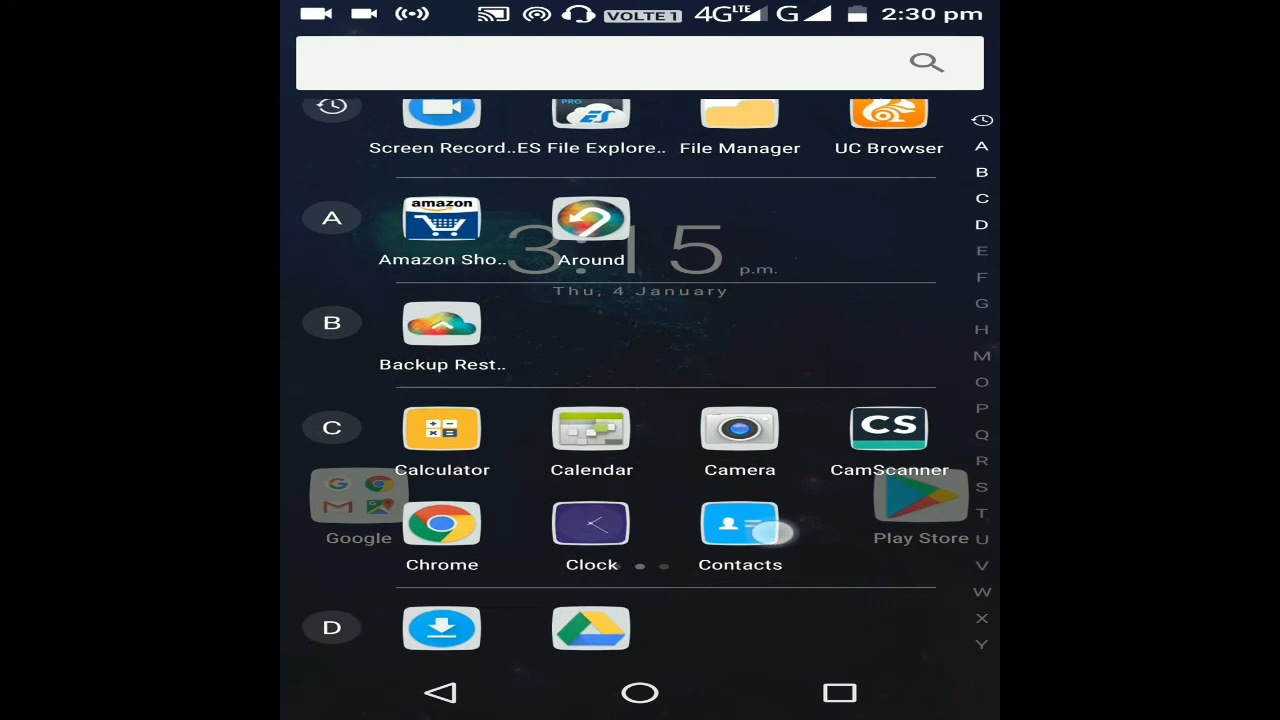 VOLTE 1 4G LTE G 2:30 pm
PRO
Screen Record.. ES File Explore.. File Manager UC Browser
A
B
C
D
E
F
G
H
M
O
P
Q
R
S
T
U
V
W
X
Y
A
amazon
Amazon Sho.. Around
3:15 p.m.
Thu, 4 January
B
Backup Rest..
C
CS
Calculator Calendar Camera CamScanner
Google Play Store
Chrome Clock Contacts
D